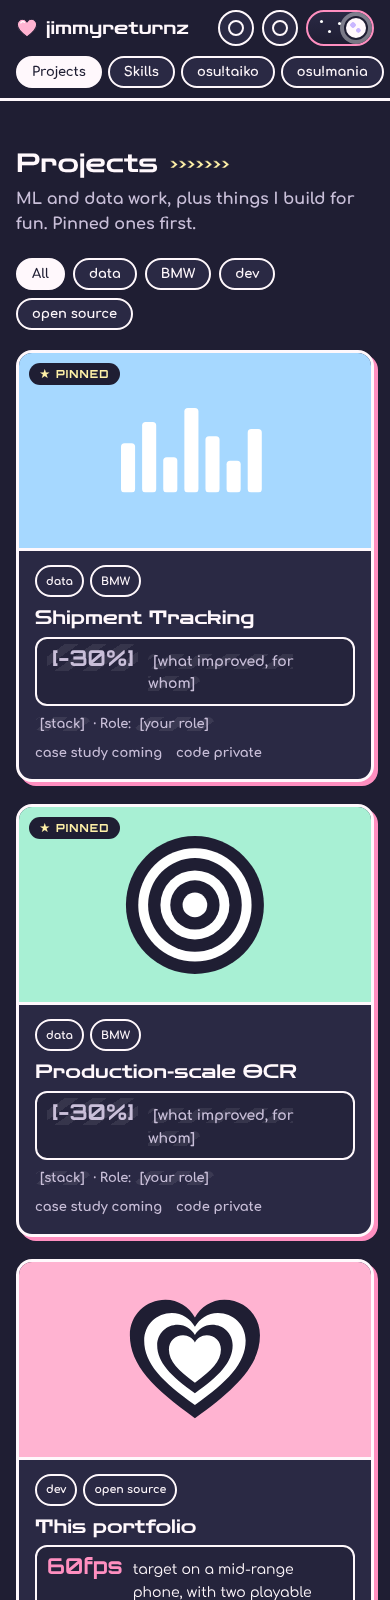 jimmyreturnz
Projects Skills osu!taiko osu!mania
Projects >>>>>>>
ML and data work, plus things I build for
fun. Pinned ones first.
All data BMW dev
open source
★ PINNED
data BMW
Shipment Tracking
[-30%] [what improved, for
whom]
[stack] · Role: [your role]
case study coming code private
★ PINNED
data BMW
Production-scale OCR
[-30%] [what improved, for
whom]
[stack] · Role: [your role]
case study coming code private
dev open source
This portfolio
60fps target on a mid-range
phone, with two playable